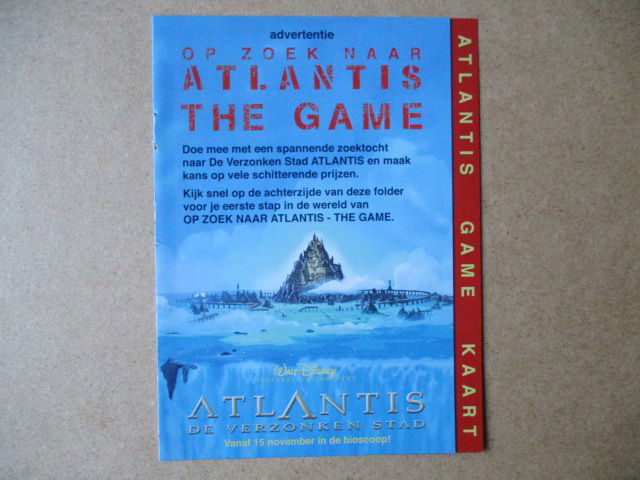 advertentie
OP ZOEK NAAR
ATLANTIS
THE GAME
Doe mee met een spannende zoektocht
naar De Verzonken Stad ATLANTIS en maak
kans op vele schitterende prijzen.
Kijk snel op de achterzijde van deze folder
voor je eerste stap in de wereld van
OP ZOEK NAAR ATLANTIS - THE GAME.
WALT DISNEY
ATLANTIS
DE VERZONKEN STAD
Vanaf 15 november in de bioscoop!
ATLANTIS GAME KAART